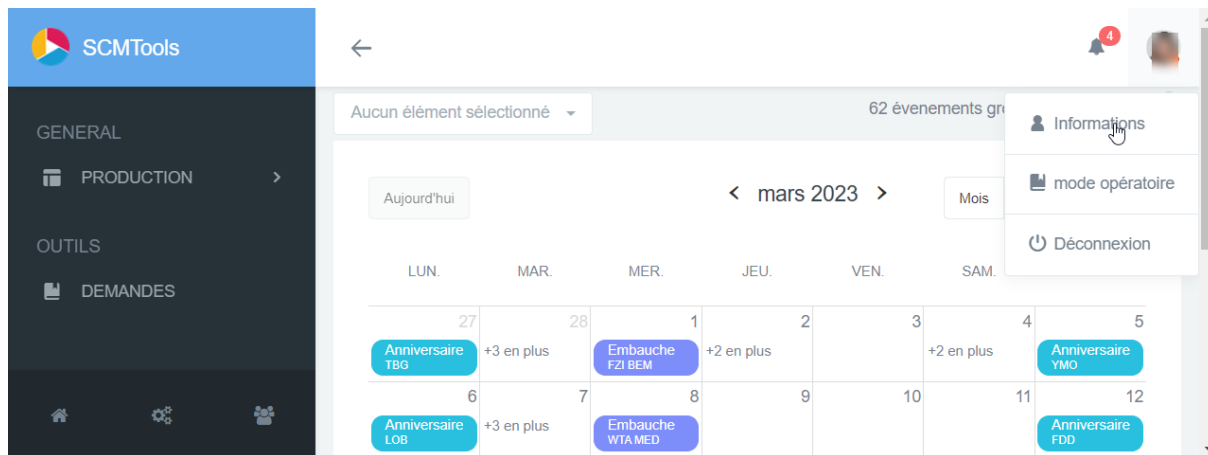 SCMTools
4
GENERAL
PRODUCTION
OUTILS
DEMANDES
Aucun élément sélectionné
62 évenements gr
Informations
mode opératoire
Déconnexion
Aujourd'hui
mars 2023
Mois
LUN. MAR. MER. JEU. VEN. SAM.
27 28 1 2 3 4 5
Anniversaire +3 en plus Embauche +2 en plus +2 en plus Anniversaire
TBG FZI BEM YMO
6 7 8 9 10 11 12
Anniversaire +3 en plus Embauche Anniversaire
LOB WTA MED FDD